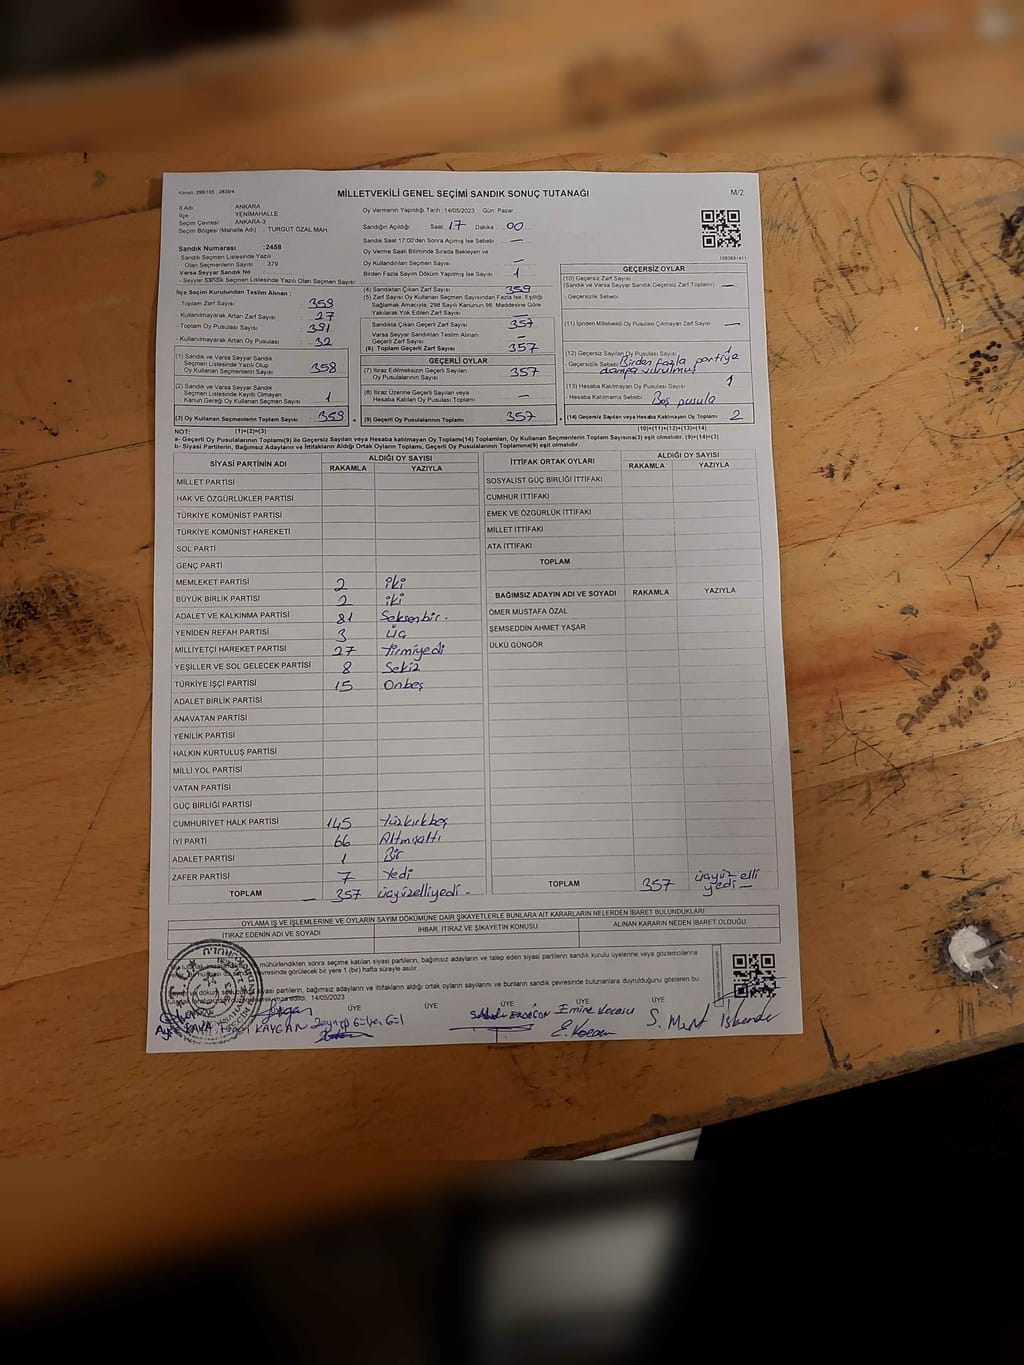 Kanun: 298/105 , 2839/4
MİLLETVEKİLİ GENEL SEÇİMİ SANDIK SONUÇ TUTANAĞI
M/2
İl Adı : ANKARA
İlçe : YENİMAHALLE
Seçim Çevresi : ANKARA-3
Seçim Bölgesi (Mahalle Adı) : TURGUT ÖZAL MAH.
Oy Vermenin Yapıldığı Tarih :14/05/2023 Gün: Pazar
Sandığın Açıldığı Saat: 17 Dakika : 00
Sandık Saat 17:00'den Sonra Açılmış İse Sebebi : —
Oy Verme Saati Bitiminde Sırada Bekleyen ve
Oy Kullandırılan Seçmen Sayısı : —
Birden Fazla Sayım Döküm Yapılmış İse Sayısı : 1
1083691411
Sandık Numarası :2458
- Sandık Seçmen Listesinde Yazılı
Olan Seçmenlerin Sayısı : 379
Varsa Seyyar Sandık No :
- Seyyar Sandık Seçmen Listesinde Yazılı Olan Seçmen Sayısı:
İlçe Seçim Kurulundan Teslim Alınan ;
- Toplam Zarf Sayısı :
- Kullanılmayarak Artan Zarf Sayısı : 27
- Toplam Oy Pusulası Sayısı : 391
- Kullanılmayarak Artan Oy Pusulası : 32
(1) Sandık ve Varsa Seyyar Sandık
Seçmen Listesinde Yazılı Olup
Oy Kullanan Seçmenlerin Sayısı : 358
(2) Sandık ve Varsa Seyyar Sandık
Seçmen Listesinde Kayıtlı Olmayan
Kanun Gereği Oy Kullanan Seçmen Sayısı : 1
(3) Oy Kullanan Seçmenlerin Toplam Sayısı : 359
(1)+(2)=(3)
(4) Sandıktan Çıkan Zarf Sayısı : 359
(5) Zarf Sayısı Oy Kullanan Seçmen Sayısından Fazla İse, Eşitliği
Sağlamak Amacıyla, 298 Sayılı Kanunun 98. Maddesine Göre
Yakılarak Yok Edilen Zarf Sayısı :
Sandıkta Çıkan Geçerli Zarf Sayısı : 357
Varsa Seyyar Sandıktan Teslim Alınan
Geçerli Zarf Sayısı : —
(6) Toplam Geçerli Zarf Sayısı : 357
GEÇERLİ OYLAR
(7) İtiraz Edilmeksizin Geçerli Sayılan
Oy Pusulalarının Sayısı : 357
(8) İtiraz Üzerine Geçerli Sayılan veya
Hesaba Katılan Oy Pusulası Toplamı : —
(9) Geçerli Oy Pusulalarının Toplamı : 357
GEÇERSİZ OYLAR
(10) Geçersiz Zarf Sayısı
(Sandık ve Varsa Seyyar Sandık Geçersiz Zarf Toplamı) : —
- Geçersizlik Sebebi :
(11) İçinden Milletvekili Oy Pusulası Çıkmayan Zarf Sayısı : —
(12) Geçersiz Sayılan Oy Pusulası Sayısı : 1
Geçersizlik Sebebi : Birden fazla partiye
damga vurulmuş
(13) Hesaba Katılmayan Oy Pusulası Sayısı : 1
Hesaba Katılmama Sebebi : Boş pusula
(14) Geçersiz Sayılan veya Hesaba Katılmayan Oy Toplamı : 2
(10)+(11)+(12)+(13)=(14)
NOT:
a- Geçerli Oy Pusulalarının Toplamı(9) ile Geçersiz Sayılan veya Hesaba Katılmayan Oy Toplamı(14) Toplamları, Oy Kullanan Seçmenlerin Toplam Sayısına(3) eşit olmalıdır. (9)+(14)=(3)
b- Siyasi Partilerin, Bağımsız Adayların ve İttifakların Aldığı Ortak Oyların Toplamı, Geçerli Oy Pusulalarının Toplamına(9) eşit olmalıdır.
SİYASİ PARTİNİN ADI
ALDIĞI OY SAYISI
RAKAMLA YAZIYLA
MİLLET PARTİSİ
HAK VE ÖZGÜRLÜKLER PARTİSİ
TÜRKİYE KOMÜNİST PARTİSİ
TÜRKİYE KOMÜNİST HAREKETİ
SOL PARTİ
GENÇ PARTİ
MEMLEKET PARTİSİ 2 iki
BÜYÜK BİRLİK PARTİSİ 2 iki
ADALET VE KALKINMA PARTİSİ 81 Seksenbir.
YENİDEN REFAH PARTİSİ 3 üç
MİLLİYETÇİ HAREKET PARTİSİ 27 Yirmiyedi
YEŞİLLER VE SOL GELECEK PARTİSİ 8 Sekiz
TÜRKİYE İŞÇİ PARTİSİ 15 Onbeş
ADALET BİRLİK PARTİSİ
ANAVATAN PARTİSİ
YENİLİK PARTİSİ
HALKIN KURTULUŞ PARTİSİ
MİLLİ YOL PARTİSİ
VATAN PARTİSİ
GÜÇ BİRLİĞİ PARTİSİ
CUMHURİYET HALK PARTİSİ 145 Yüzkırkbeş
İYİ PARTİ 66 Altmışaltı
ADALET PARTİSİ 1 Bir
ZAFER PARTİSİ 7 Yedi
TOPLAM — 357 üçyüzelliyedi -
İTTİFAK ORTAK OYLARI
ALDIĞI OY SAYISI
RAKAMLA YAZIYLA
SOSYALİST GÜÇ BİRLİĞİ İTTİFAKI
CUMHUR İTTİFAKI
EMEK VE ÖZGÜRLÜK İTTİFAKI
MİLLET İTTİFAKI
ATA İTTİFAKI
TOPLAM
BAĞIMSIZ ADAYIN ADI VE SOYADI RAKAMLA YAZIYLA
ÖMER MUSTAFA ÖZAL
ŞEMSEDDİN AHMET YAŞAR
ÜLKÜ GÜNGÖR
TOPLAM 357 üçyüz elli
yedi —
OYLAMA İŞ VE İŞLEMLERİNE VE OYLARIN SAYIM DÖKÜMÜNE DAİR ŞİKAYETLERLE BUNLARA AİT KARARLARIN NELERDEN İBARET BULUNDUKLARI
İTİRAZ EDENİN ADI VE SOYADI İHBAR, İTİRAZ VE ŞİKAYETİN KONUSU ALINAN KARARIN NEDEN İBARET OLDUĞU
mühürlendikten sonra seçime katılan siyasi partilerin, bağımsız adayların ve talep eden siyasi partilerin sandık kurulu üyelerine veya gözlemcilerine
çevresinde görülecek bir yere 1 (bir) hafta süreyle asılır.
siyasi partilerin, bağımsız adayların ve ittifakların aldığı ortak oyların sayılarını ve sandık çevresinde bulunanlara duyrulduğunu gösteren bu
14/05/2023
ÜYE ÜYE ÜYE ÜYE ÜYE
KAYGAN
ERDOĞAN
Emine Kocası
S. Mert İskender
Ankaragücü
1910